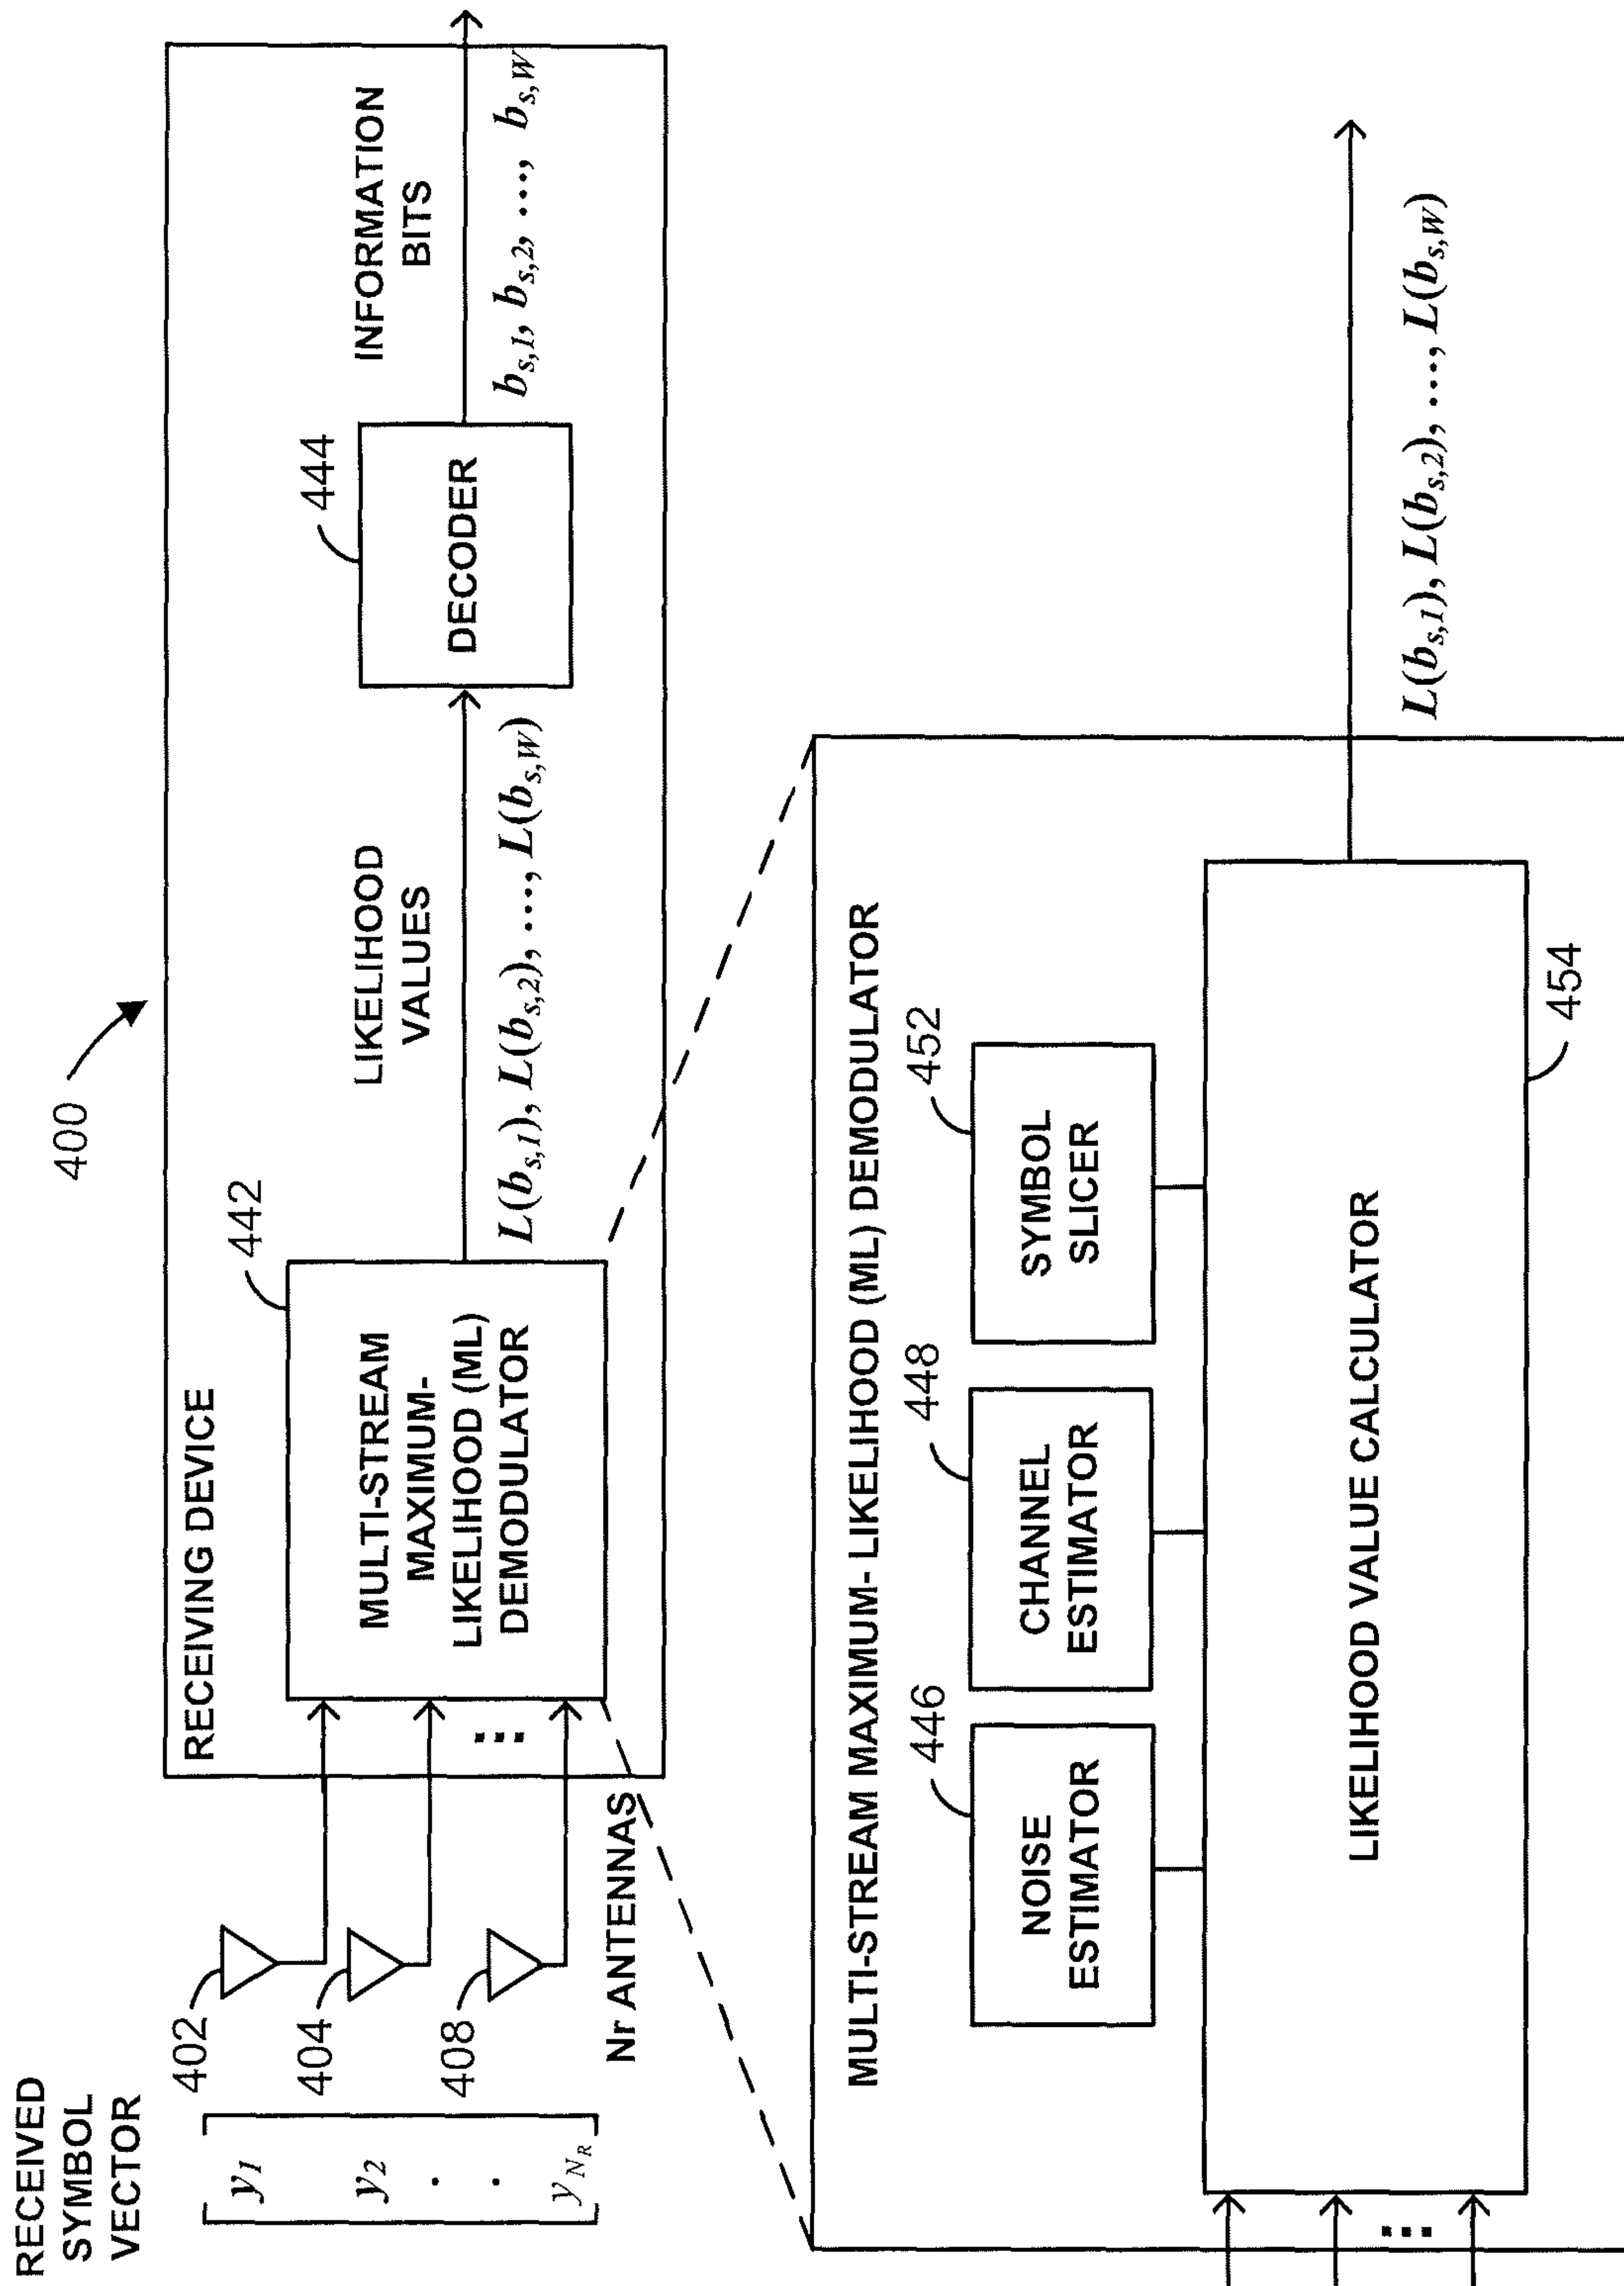 400
RECEIVED
SYMBOL
VECTOR
y1
y2
.
.
yNR
402
404
408
Nr ANTENNAS
RECEIVING DEVICE
...
442
MULTI-STREAM
MAXIMUM-
LIKELIHOOD (ML)
DEMODULATOR
LIKELIHOOD
VALUES
L(bs,1), L(bs,2), ..., L(bs,W)
444
DECODER
INFORMATION
BITS
bs,1, bs,2, ..., bs,W
MULTI-STREAM MAXIMUM- LIKELIHOOD (ML) DEMODULATOR
446
NOISE
ESTIMATOR
448
CHANNEL
ESTIMATOR
452
SYMBOL
SLICER
...
LIKELIHOOD VALUE CALCULATOR
454
L(bs,1), L(bs,2), ..., L(bs,W)